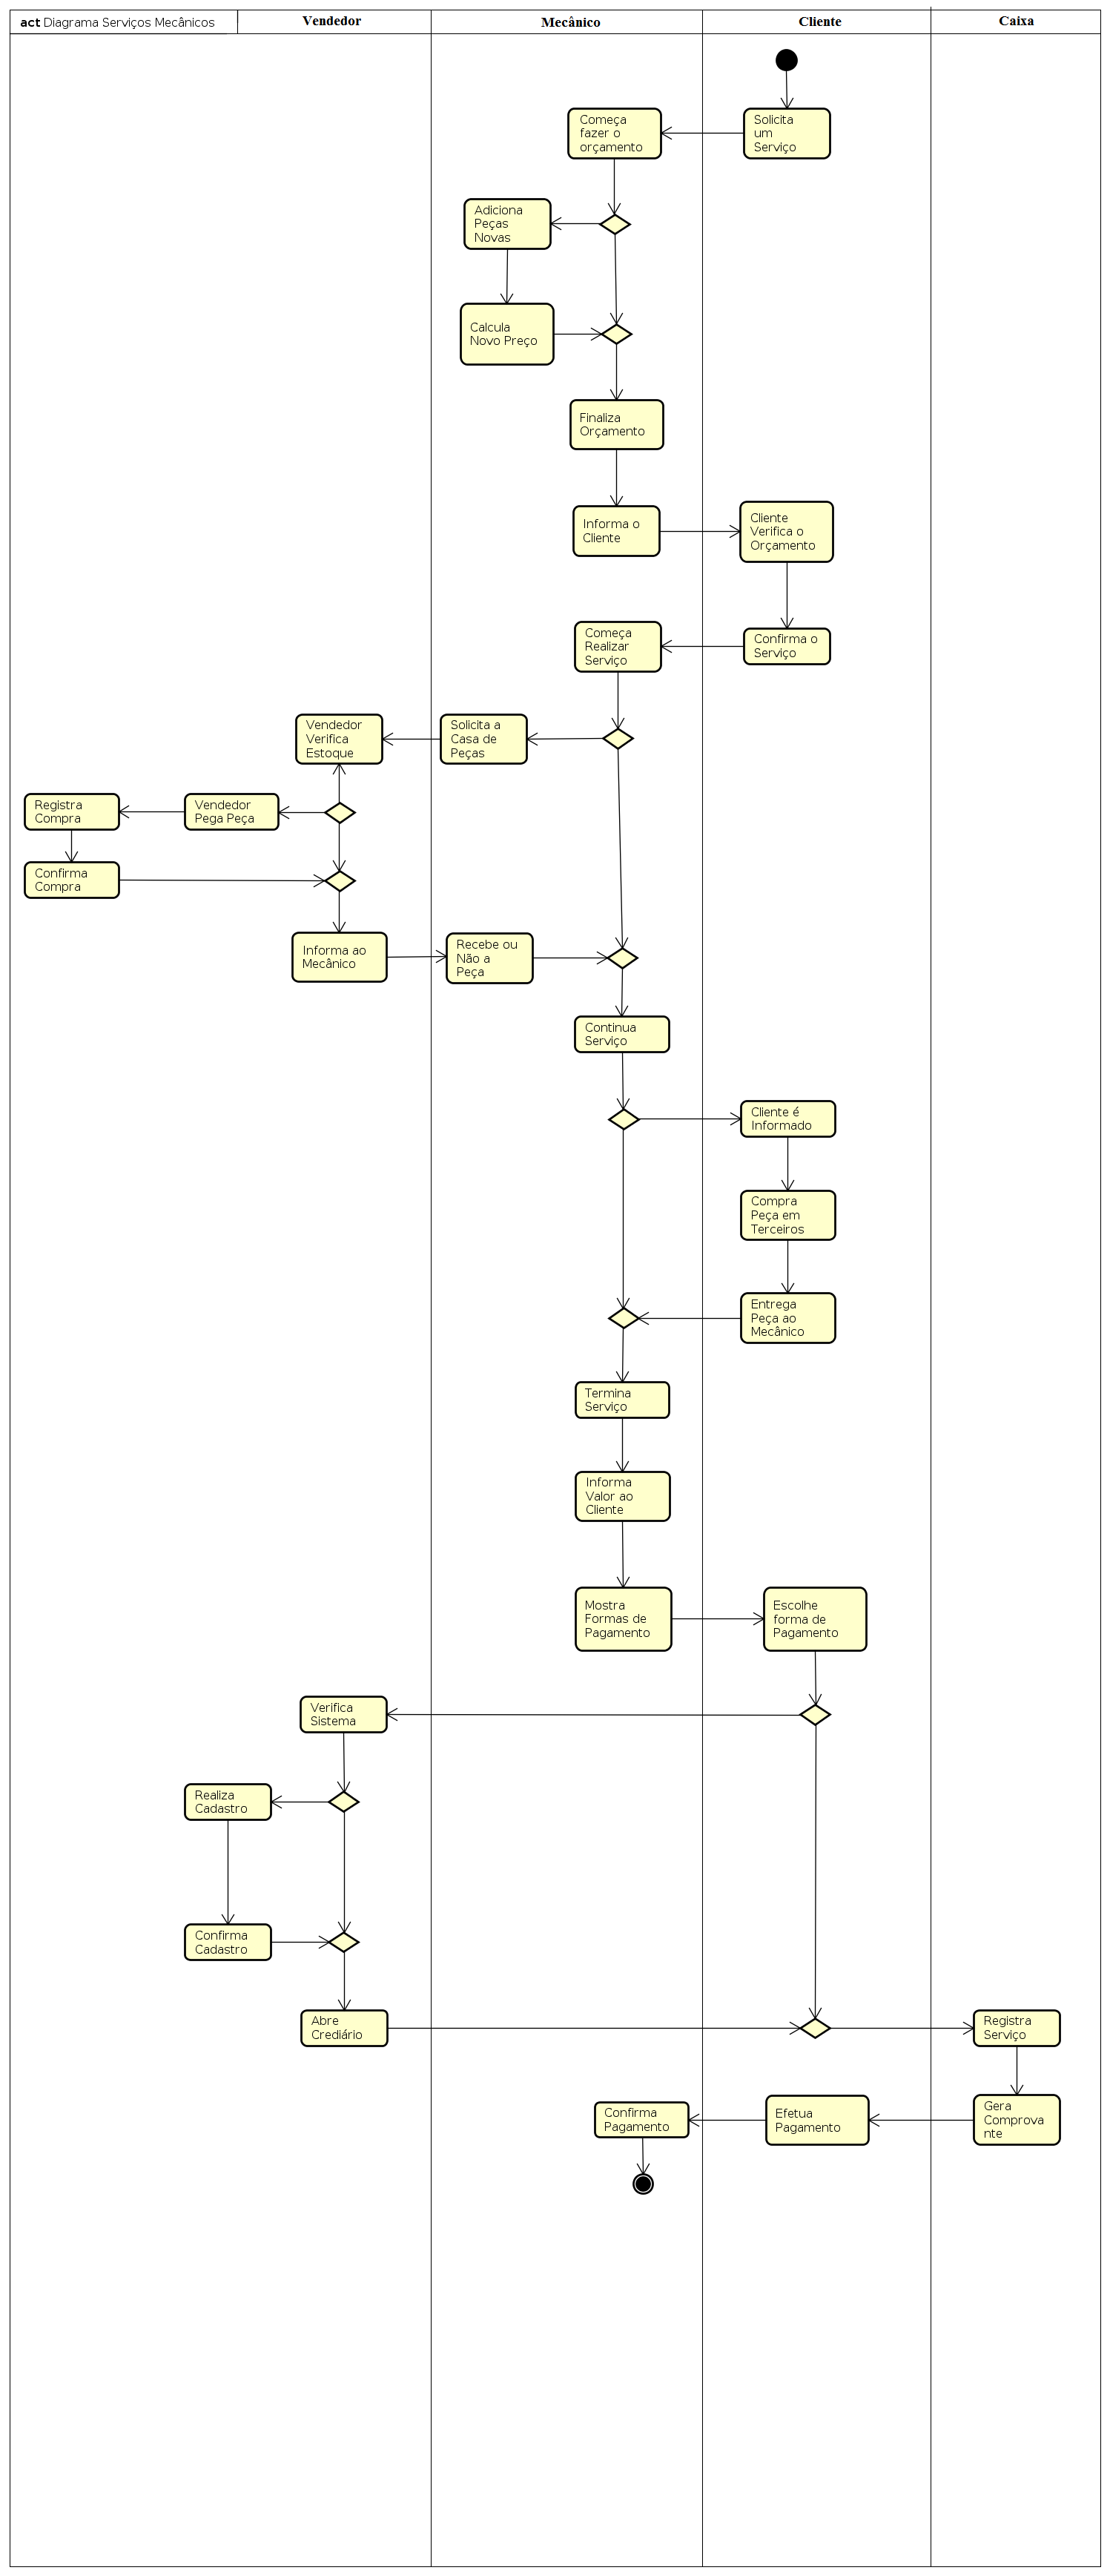 act Diagrama Serviços Mecânicos
Vendedor
Mecânico
Cliente
Caixa
Solicita
um
Serviço
Começa
fazer o
orçamento
Adiciona
Peças
Novas
Calcula
Novo Preço
Finaliza
Orçamento
Informa o
Cliente
Cliente
Verifica o
Orçamento
Confirma o
Serviço
Começa
Realizar
Serviço
Solicita a
Casa de
Peças
Vendedor
Verifica
Estoque
Vendedor
Pega Peça
Registra
Compra
Confirma
Compra
Informa ao
Mecânico
Recebe ou
Não a
Peça
Continua
Serviço
Cliente é
Informado
Compra
Peça em
Terceiros
Entrega
Peça ao
Mecânico
Termina
Serviço
Informa
Valor ao
Cliente
Mostra
Formas de
Pagamento
Escolhe
forma de
Pagamento
Verifica
Sistema
Realiza
Cadastro
Confirma
Cadastro
Abre
Crediário
Registra
Serviço
Gera
Comprova
nte
Efetua
Pagamento
Confirma
Pagamento